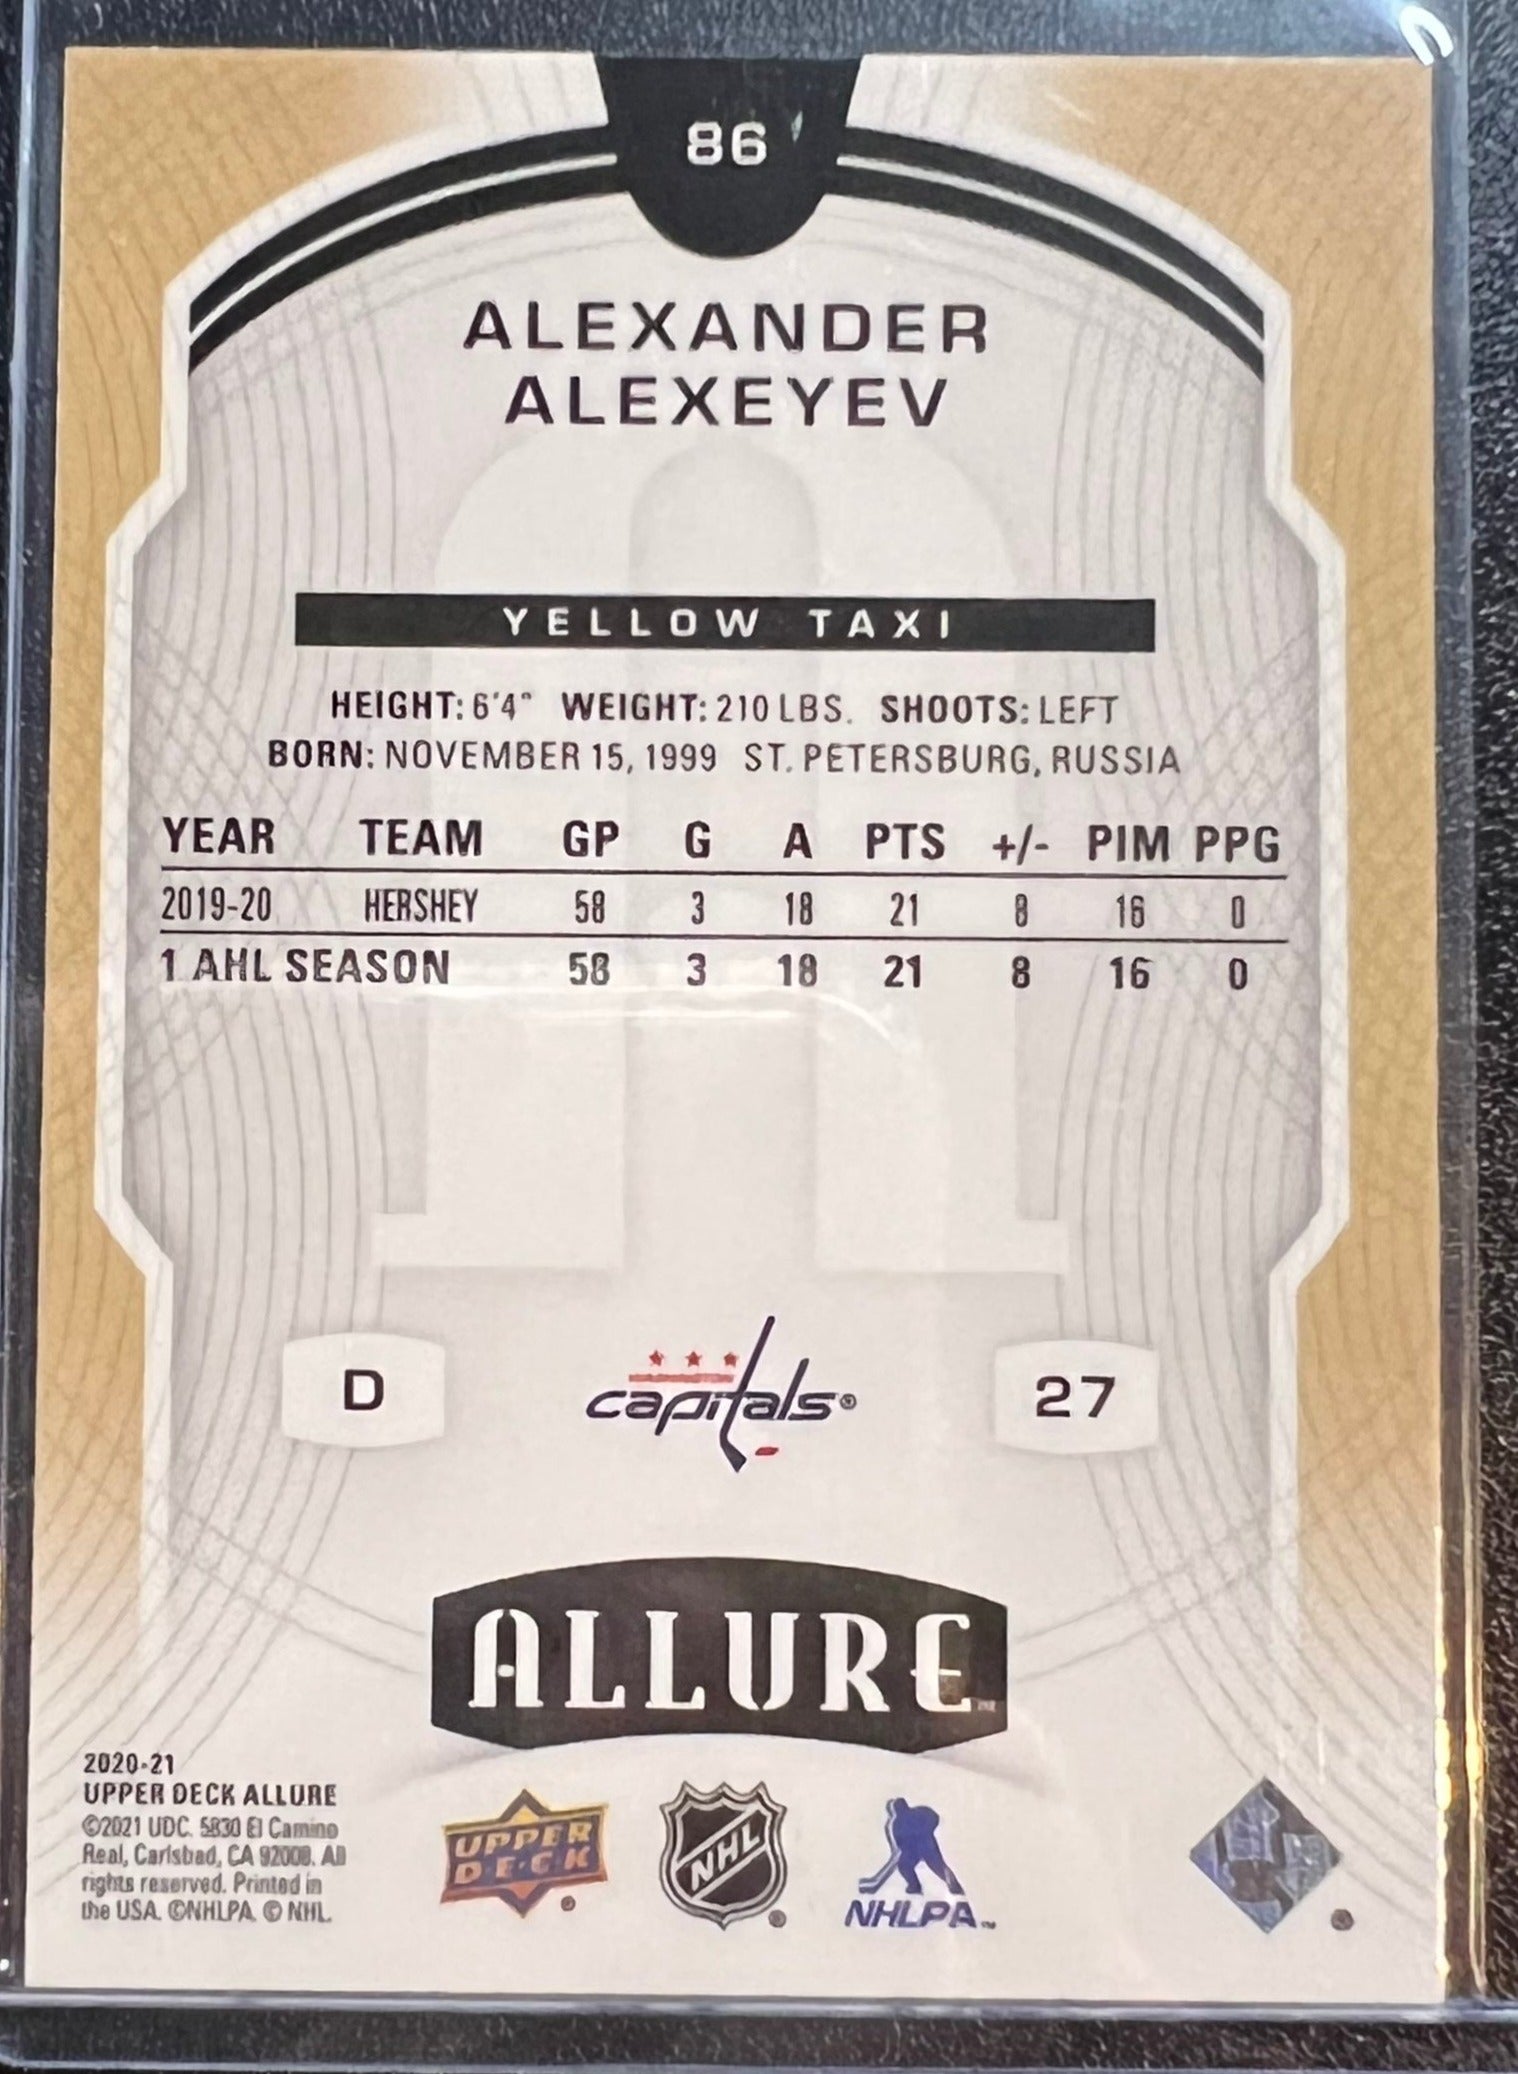 86
ALEXANDER
ALEXEYEV
YELLOW TAXI
HEIGHT: 6'4" WEIGHT: 210 LBS. SHOOTS: LEFT
BORN: NOVEMBER 15, 1999 ST. PETERSBURG, RUSSIA
YEAR TEAM GP G A PTS +/- PIM PPG
2019-20 HERSHEY 58 3 18 21 8 16 0
1 AHL SEASON 58 3 18 21 8 16 0
D capitals® 27
ALLURE™
2020-21
UPPER DECK ALLURE
©2021 UDC. 5830 El Camino
Real, Carlsbad, CA 92008. All
rights reserved. Printed in
the USA. ©NHLPA. © NHL.
UPPER
DECK
®
NHL
®
NHLPA™
®